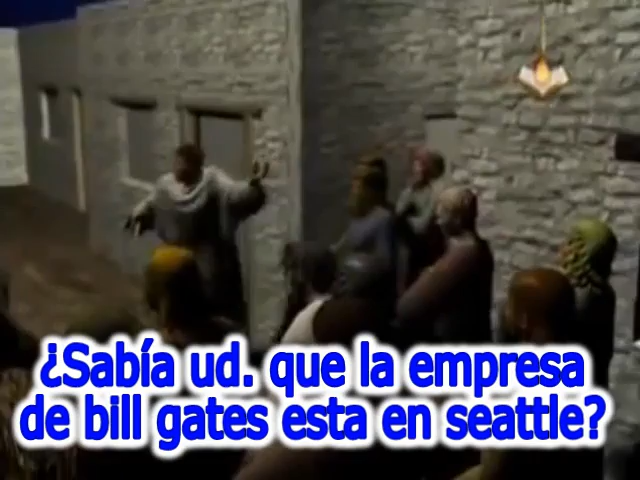 ¿Sabía ud. que la empresa
de bill gates esta en seattle?